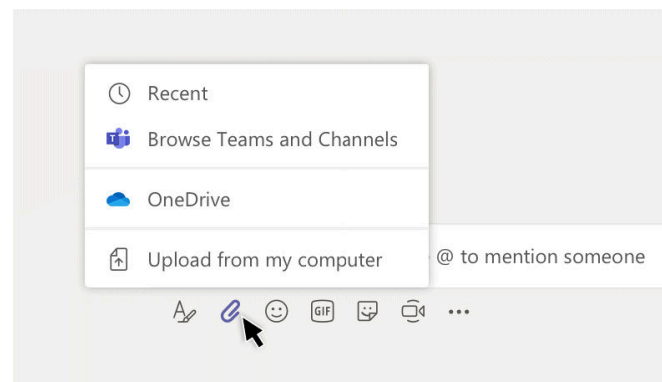 Recent
Browse Teams and Channels
OneDrive
Upload from my computer
@ to mention someone
GIF